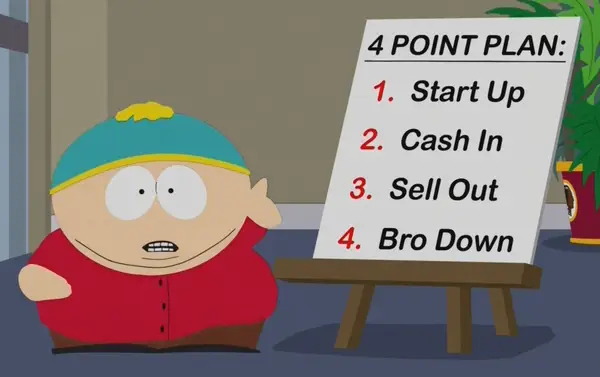 4 POINT PLAN:
1. Start Up
2. Cash In
3. Sell Out
4. Bro Down